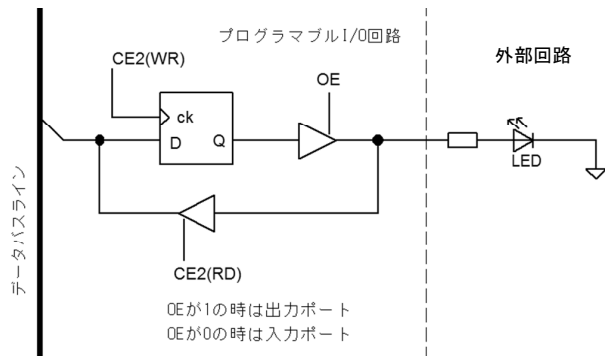 プログラマブルI/O回路
外部回路
CE2(WR)
OE
ck
D
Q
LED
CE2(RD)
データバスライン
OEが1の時は出力ポート
OEが0の時は入力ポート